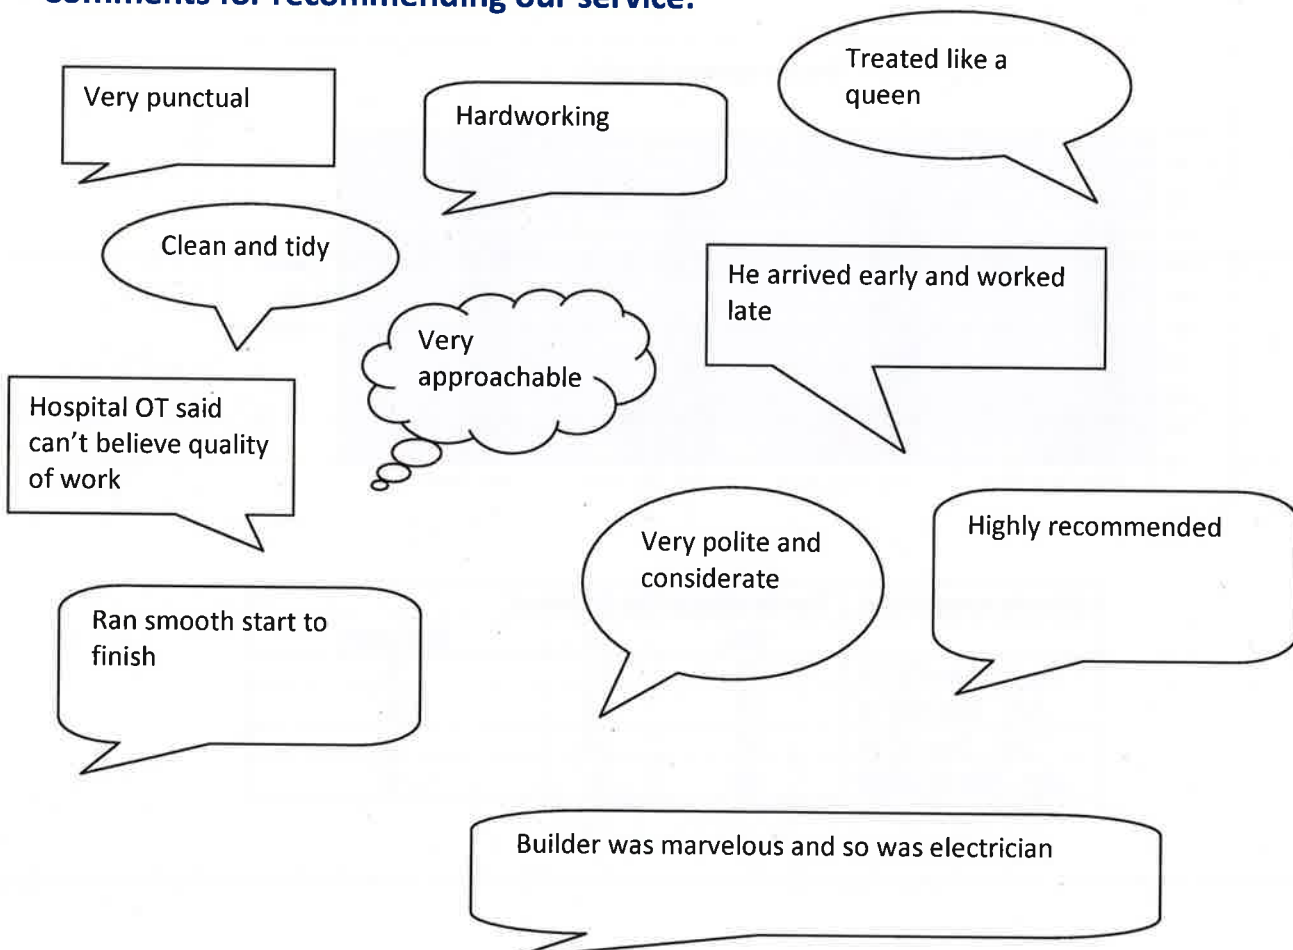 comments for recommending our service:
Treated like a
queen
Very punctual
Hardworking
Clean and tidy
He arrived early and worked
late
Very
approachable
Hospital OT said
can't believe quality
of work
Highly recommended
Very polite and
considerate
Ran smooth start to
finish
Builder was marvelous and so was electrician